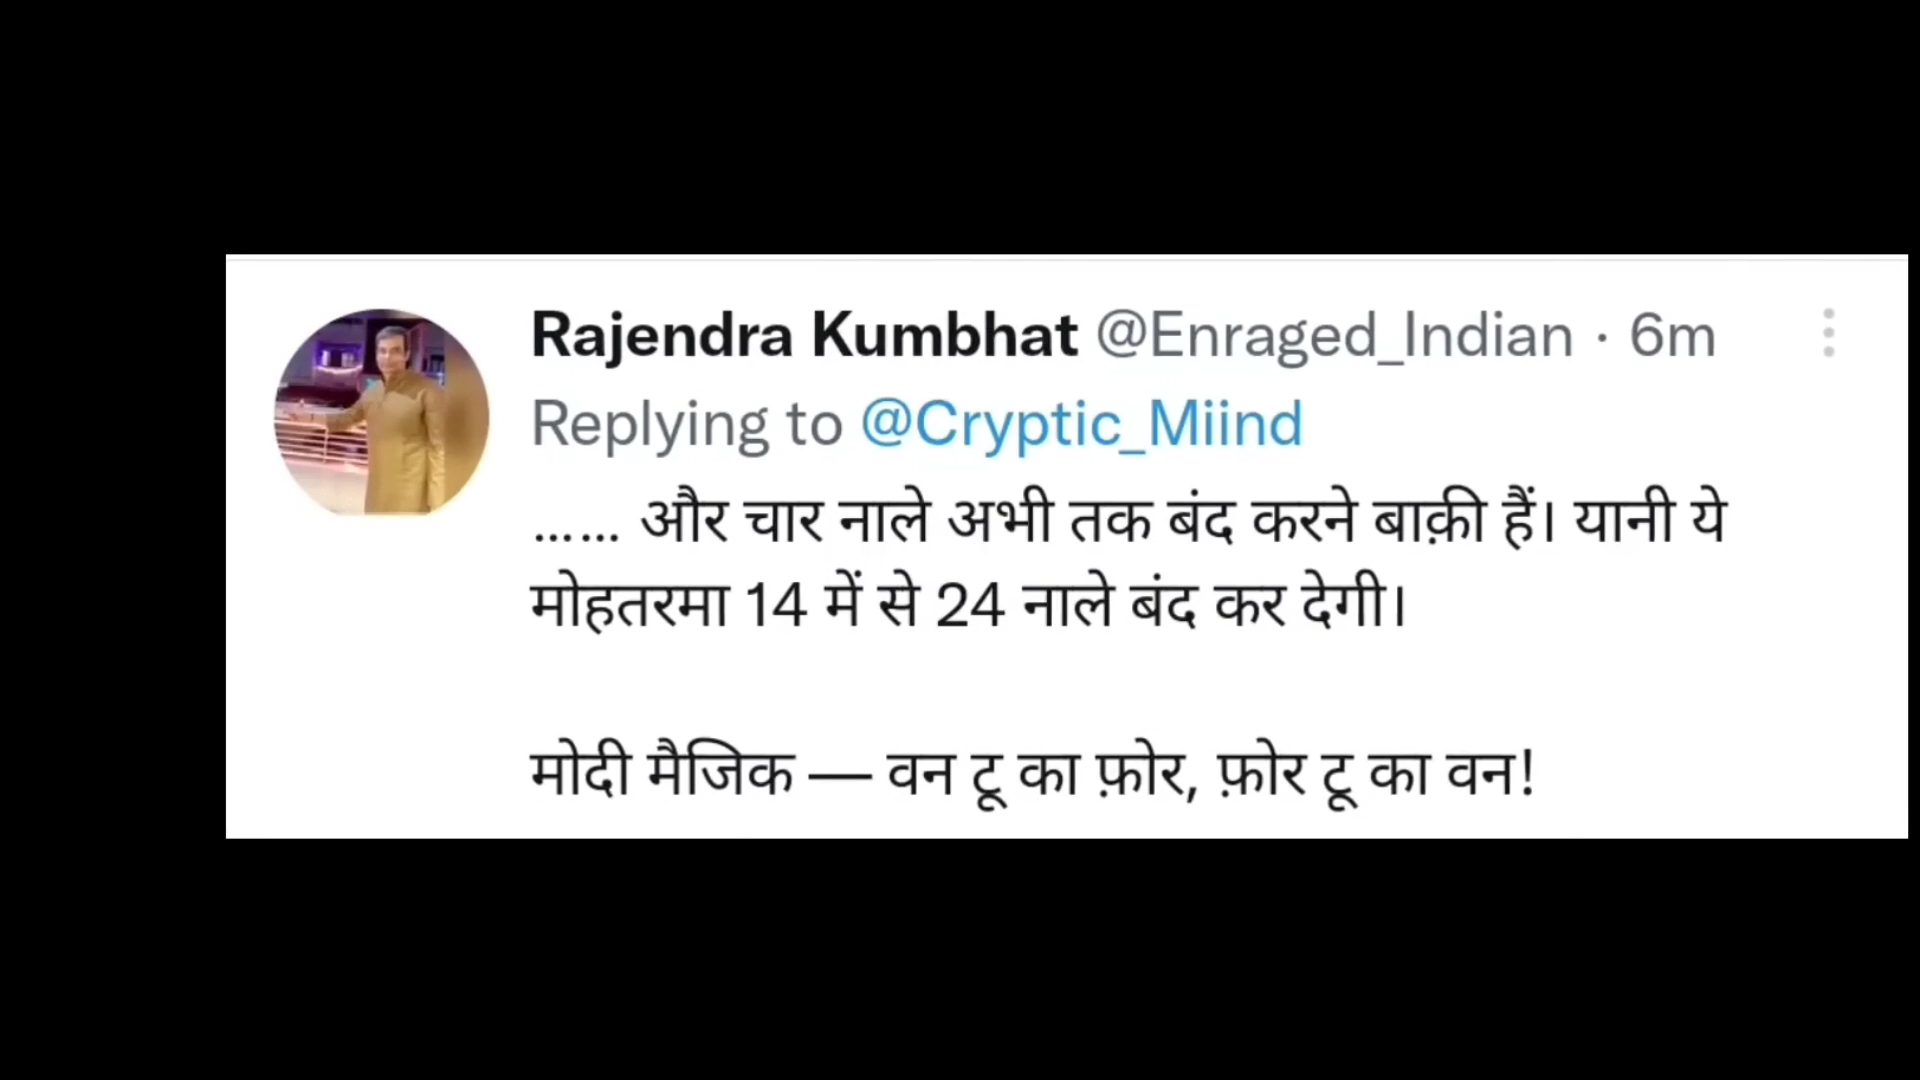 Rajendra Kumbhat @Enraged_Indian · 6m
Replying to @Cryptic_Miind
...... और चार नाले अभी तक बंद करने बाक़ी हैं। यानी ये
मोहतरमा 14 में से 24 नाले बंद कर देगी।
मोदी मैजिक — वन टू का फ़ोर, फ़ोर टू का वन!